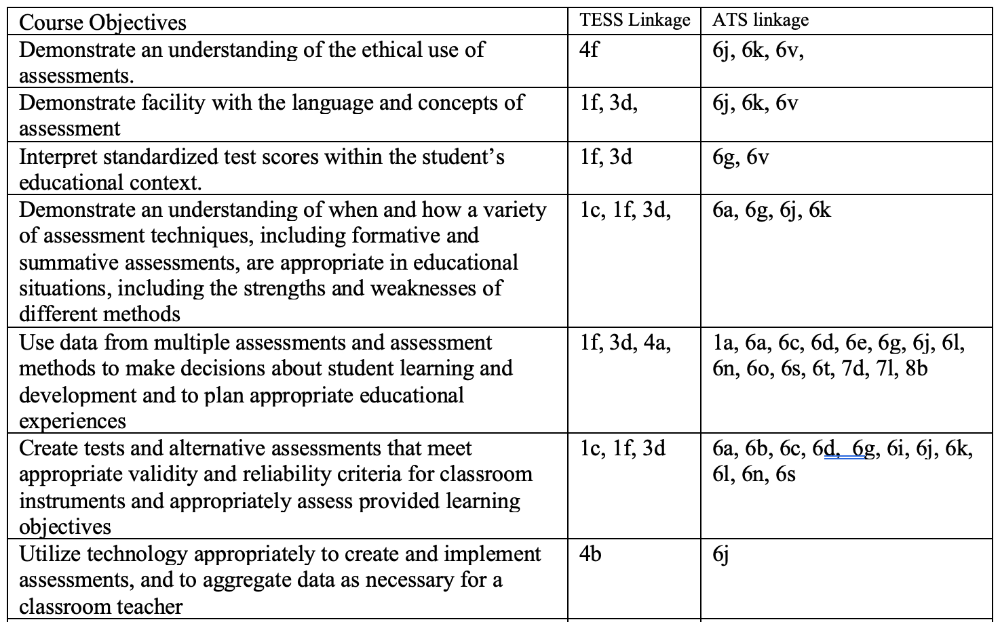 Course Objectives TESS Linkage ATS linkage
Demonstrate an understanding of the ethical use of 4f 6j, 6k, 6v,
assessments.
Demonstrate facility with the language and concepts of 1f, 3d, 6j, 6k, 6v
assessment
Interpret standardized test scores within the student’s 1f, 3d 6g, 6v
educational context.
Demonstrate an understanding of when and how a variety 1c, 1f, 3d, 6a, 6g, 6j, 6k
of assessment techniques, including formative and
summative assessments, are appropriate in educational
situations, including the strengths and weaknesses of
different methods
Use data from multiple assessments and assessment 1f, 3d, 4a, 1a, 6a, 6c, 6d, 6e, 6g, 6j, 6l,
methods to make decisions about student learning and 6n, 6o, 6s, 6t, 7d, 7l, 8b
development and to plan appropriate educational
experiences
Create tests and alternative assessments that meet 1c, 1f, 3d 6a, 6b, 6c, 6d, 6g, 6i, 6j, 6k,
appropriate validity and reliability criteria for classroom 6l, 6n, 6s
instruments and appropriately assess provided learning
objectives
Utilize technology appropriately to create and implement 4b 6j
assessments, and to aggregate data as necessary for a
classroom teacher